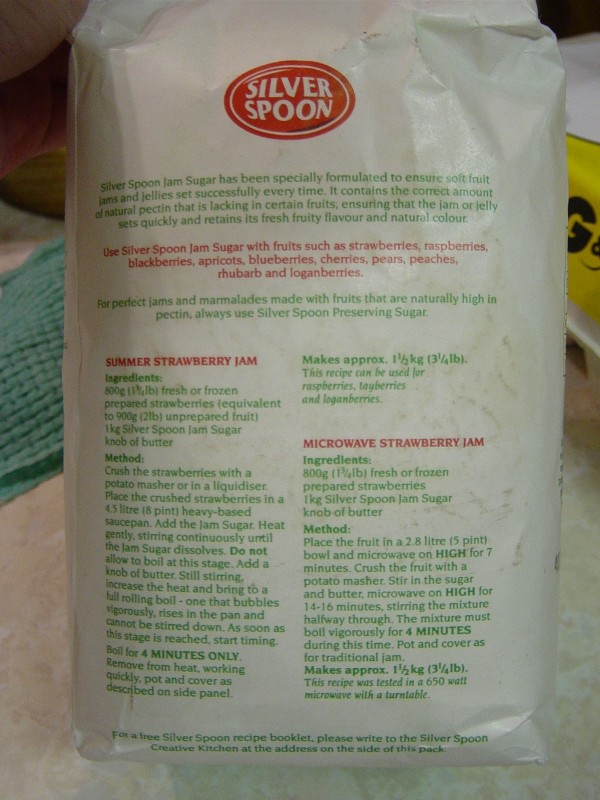 SILVER
SPOON
Silver Spoon Jam Sugar has been specially formulated to ensure soft fruit
jams and jellies set successfully every time. It contains the correct amount
of natural pectin that is lacking in certain fruits, ensuring that the jam or jelly
sets quickly and retains its fresh fruity flavour and natural colour.
Use Silver Spoon Jam Sugar with fruits such as strawberries, raspberries,
blackberries, apricots, blueberries, cherries, pears, peaches,
rhubarb and loganberries.
For perfect jams and marmalades made with fruits that are naturally high in
pectin, always use Silver Spoon Preserving Sugar.
SUMMER STRAWBERRY JAM
Ingredients:
800g (1¾lb) fresh or frozen
prepared strawberries (equivalent
to 900g (2lb) unprepared fruit)
1kg Silver Spoon Jam Sugar
knob of butter
Method:
Crush the strawberries with a
potato masher or in a liquidiser.
Place the crushed strawberries in a
4.5 litre (8 pint) heavy-based
saucepan. Add the Jam Sugar. Heat
gently, stirring continuously until
the Jam Sugar dissolves. Do not
allow to boil at this stage. Add a
knob of butter. Still stirring,
increase the heat and bring to a
full rolling boil - one that bubbles
vigorously, rises in the pan and
cannot be stirred down. As soon as
this stage is reached, start timing.
Boil for 4 MINUTES ONLY.
Remove from heat, working
quickly, pot and cover as
described on side panel.
Makes approx. 1½kg (3¼lb).
This recipe can be used for
raspberries, tayberries
and loganberries.
MICROWAVE STRAWBERRY JAM
Ingredients:
800g (1¾lb) fresh or frozen
prepared strawberries
1kg Silver Spoon Jam Sugar
knob of butter
Method:
Place the fruit in a 2.8 litre (5 pint)
bowl and microwave on HIGH for 7
minutes. Crush the fruit with a
potato masher. Stir in the sugar
and butter, microwave on HIGH for
14-16 minutes, stirring the mixture
halfway through. The mixture must
boil vigorously for 4 MINUTES
during this time. Pot and cover as
for traditional jam.
Makes approx. 1½kg (3¼lb).
This recipe was tested in a 650 watt
microwave with a turntable.
For a free Silver Spoon recipe booklet, please write to the Silver Spoon
Creative Kitchen at the address on the side of this pack.